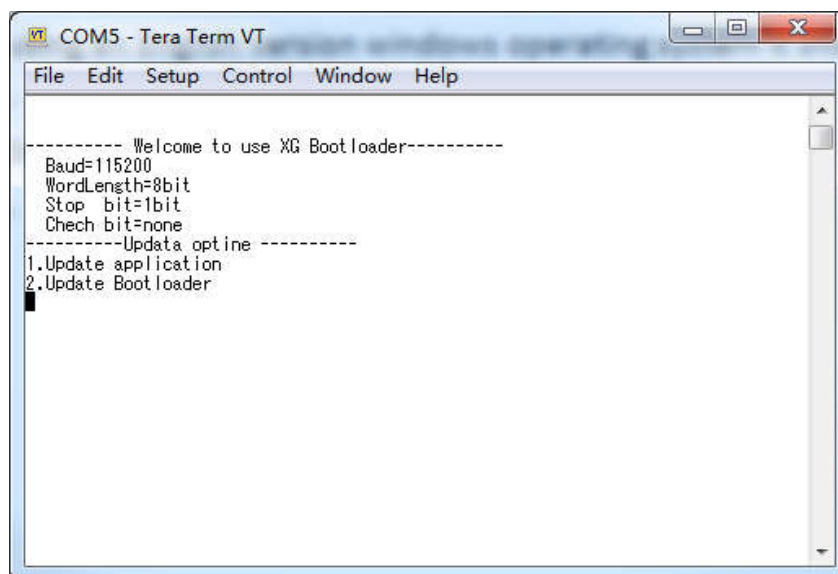 COM5 - Tera Term VT
File Edit Setup Control Window Help
---------- Welcome to use XG Bootloader----------
Baud=115200
WordLength=8bit
Stop  bit=1bit
Chech bit=none
----------Updata optine ----------
1.Update application
2.Update Bootloader